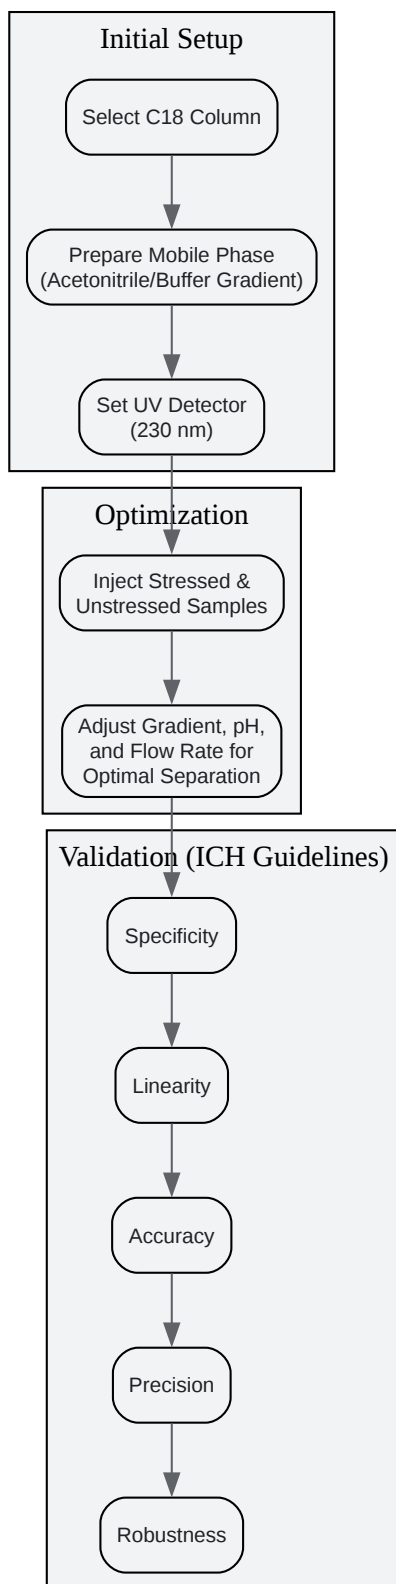 Initial Setup
Select C18 Column
Prepare Mobile Phase
(Acetonitrile/Buffer Gradient)
Set UV Detector
(230 nm)
Optimization
Inject Stressed &
Unstressed Samples
Adjust Gradient, pH,
and Flow Rate for
Optimal Separation
Validation (ICH Guidelines)
Specificity
Linearity
Accuracy
Precision
Robustness